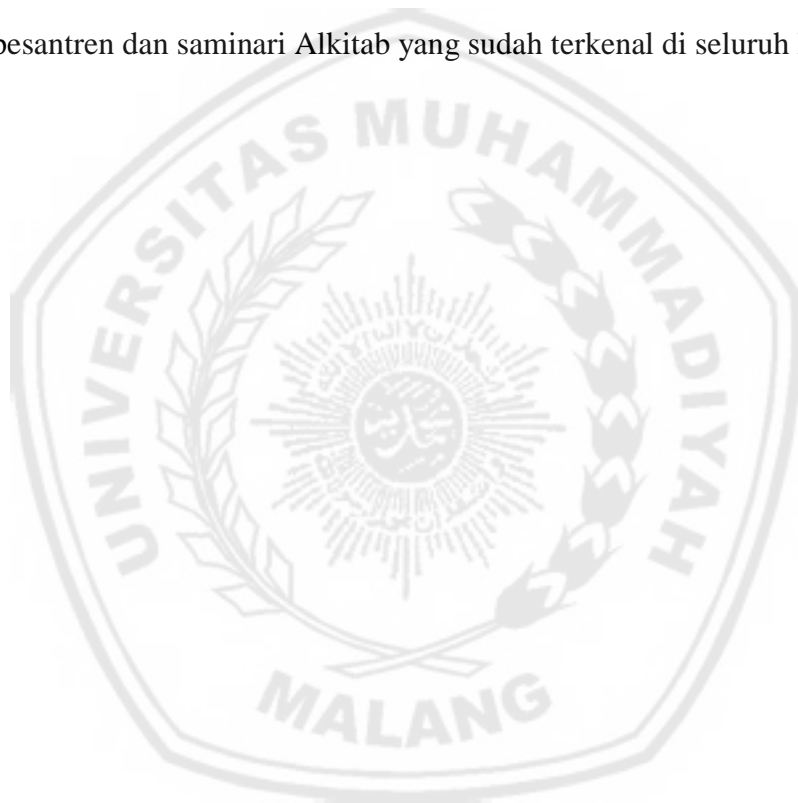 pesantren dan saminari Alkitab yang sudah terkenal di seluruh
UNIVERSITAS MUHAMMADIYAH
MALANG